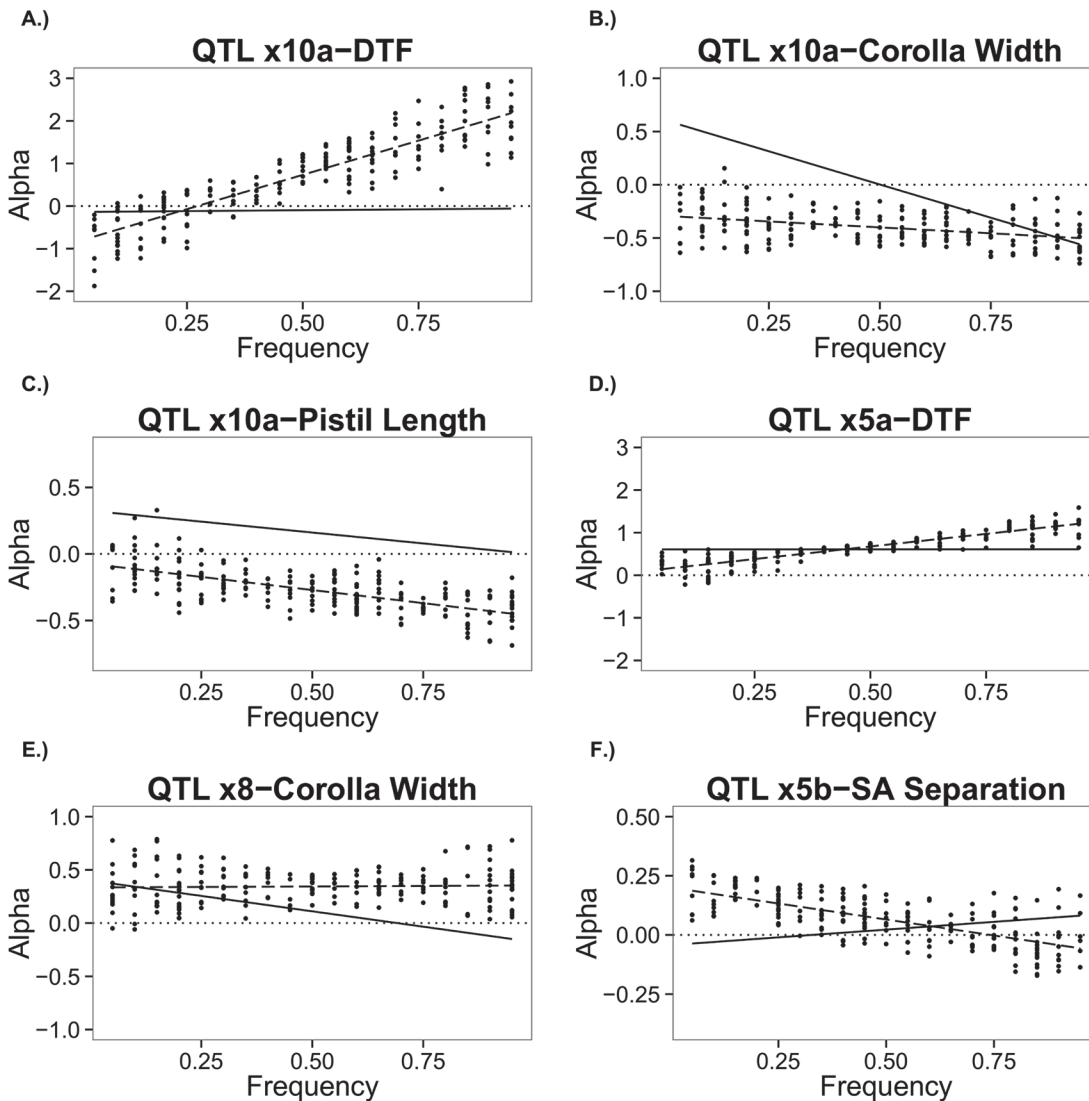 A.)
QTL x10a−DTF
3
2
1
0
−1
−2
Alpha
0.25 0.50 0.75
Frequency
B.)
QTL x10a−Corolla Width
1.0
0.5
0.0
−0.5
−1.0
Alpha
0.25 0.50 0.75
Frequency
C.)
QTL x10a−Pistil Length
0.5
0.0
−0.5
Alpha
0.25 0.50 0.75
Frequency
D.)
QTL x5a−DTF
3
2
1
0
−1
−2
Alpha
0.25 0.50 0.75
Frequency
E.)
QTL x8−Corolla Width
1.0
0.5
0.0
−0.5
−1.0
Alpha
0.25 0.50 0.75
Frequency
F.)
QTL x5b−SA Separation
0.50
0.25
0.00
−0.25
Alpha
0.25 0.50 0.75
Frequency